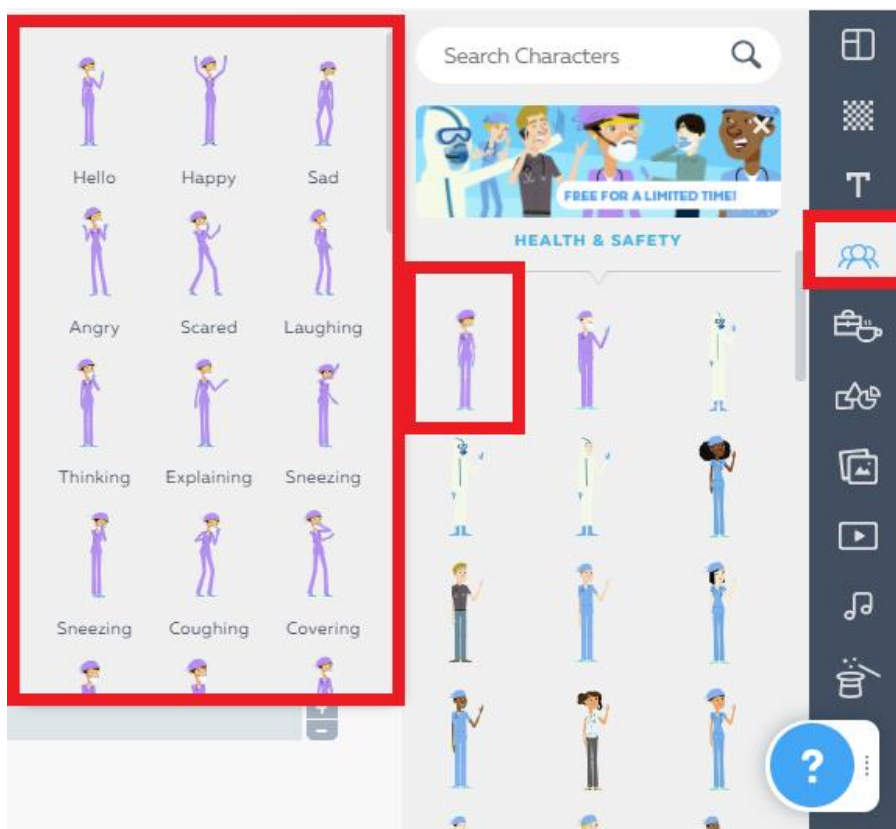 Hello Happy Sad
Angry Scared Laughing
Thinking Explaining Sneezing
Sneezing Coughing Covering
Search Characters
FREE FOR A LIMITED TIME!
HEALTH & SAFETY
T
?